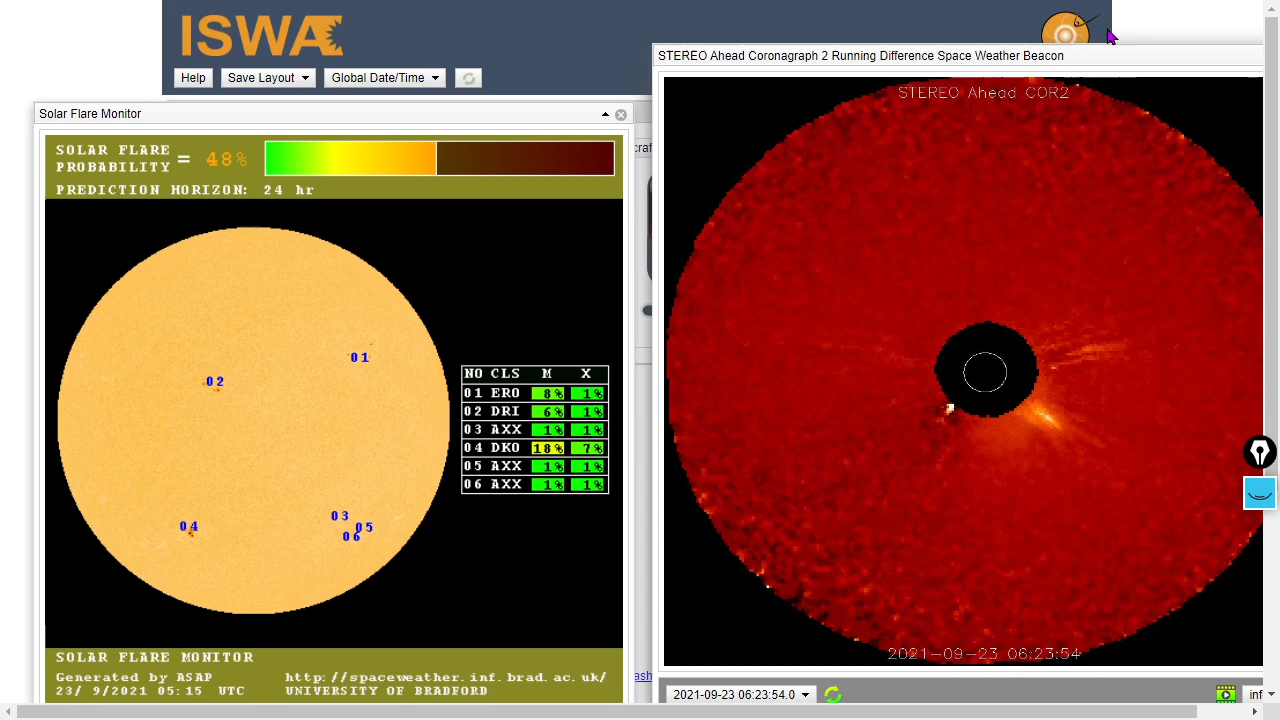 ISWA
Help
Save Layout
Global Date/Time
Solar Flare Monitor
SOLAR FLARE
PROBABILITY = 48%
PREDICTION HORIZON: 24 hr
01
02
03
04
05
06
NO CLS M X
01 ERO 8% 1%
02 DRI 6% 1%
03 AXX 1% 1%
04 DKO 18% 7%
05 AXX 1% 1%
06 AXX 1% 1%
SOLAR FLARE MONITOR
Generated by ASAP http://spaceweather.inf.brad.ac.uk/
23/ 9/2021 05:15 UTC UNIVERSITY OF BRADFORD
craf
ash
STEREO Ahead Coronagraph 2 Running Difference Space Weather Beacon
STEREO Ahead COR2
2021-09-23 06:23:54
2021-09-23 06:23:54.0
inf